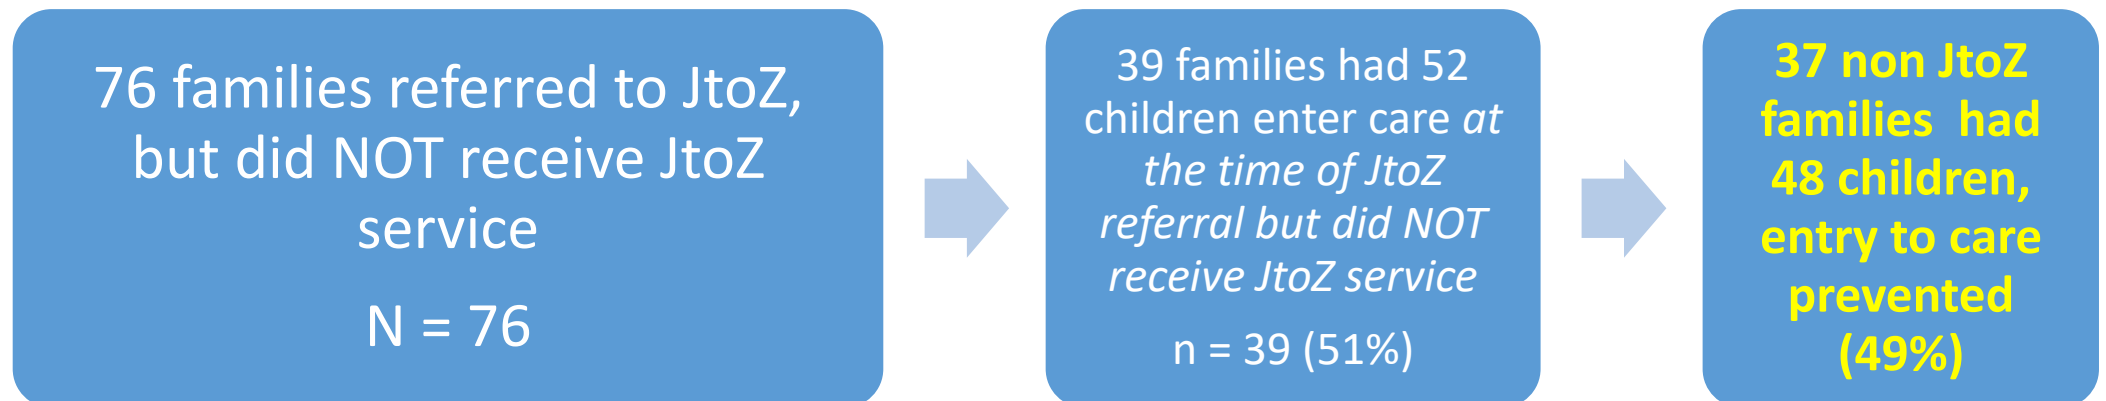 76 families referred to JtoZ,
but did NOT receive JtoZ
service
N = 76
39 families had 52
children enter care at
the time of JtoZ
referral but did NOT
receive JtoZ service
n = 39 (51%)
37 non JtoZ
families  had
48 children,
entry to care
prevented
(49%)